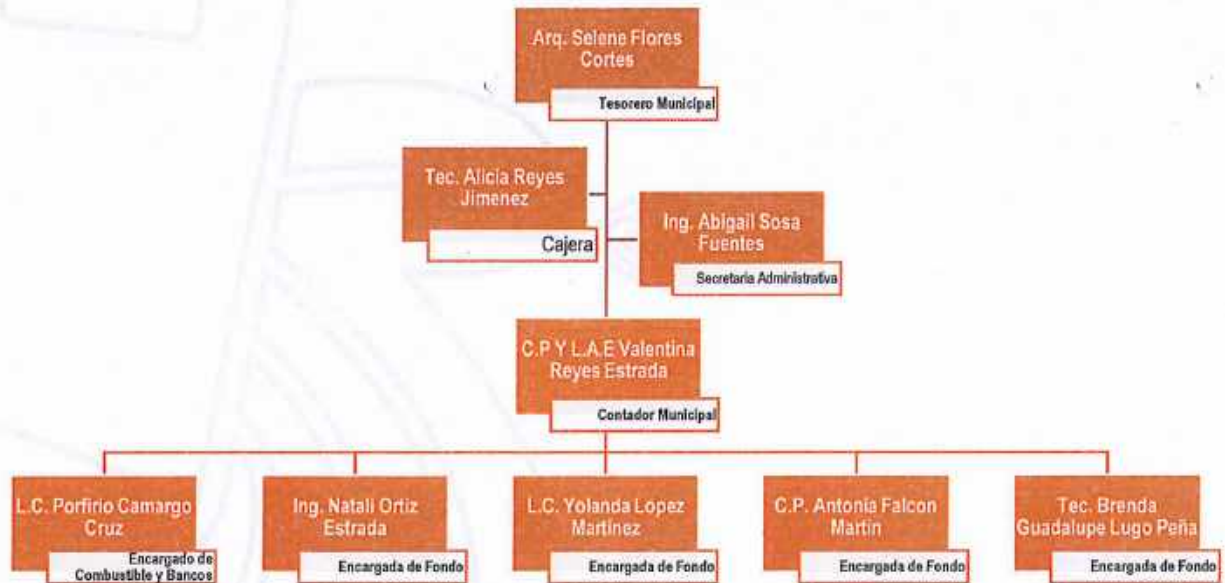 Arq. Selene Flores
Cortes
Tesorero Municipal
Tec. Alicia Reyes
Jimenez
Cajera
Ing. Abigail Sosa
Fuentes
Secretaria Administrativa
C.P Y L.A.E Valentina
Reyes Estrada
Contador Municipal
L.C. Porfirio Camargo
Cruz
Encargado de
Combustible y Bancos
Ing. Natali Ortiz
Estrada
Encargada de Fondo
L.C. Yolanda Lopez
Martinez
Encargada de Fondo
C.P. Antonia Falcon
Martin
Encargada de Fondo
Tec. Brenda
Guadalupe Lugo Peña
Encargada de Fondo